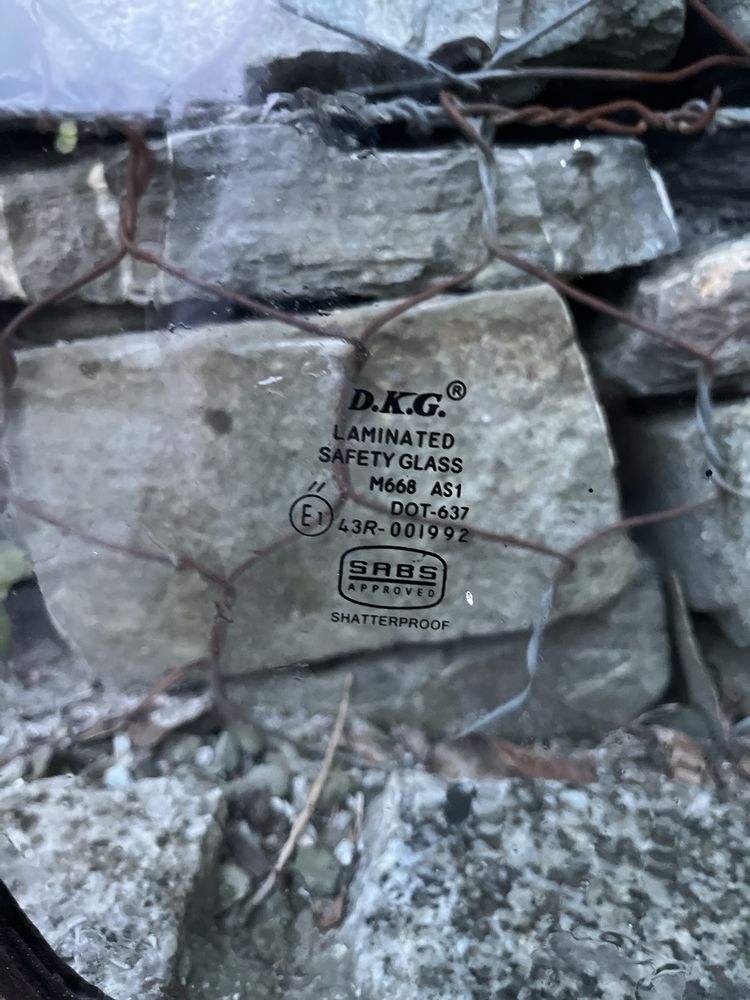 D.K.G.®
LAMINATED
SAFETY GLASS
M668 AS1
DOT-637
E1 43R-001992
SABS
APPROVED
SHATTERPROOF